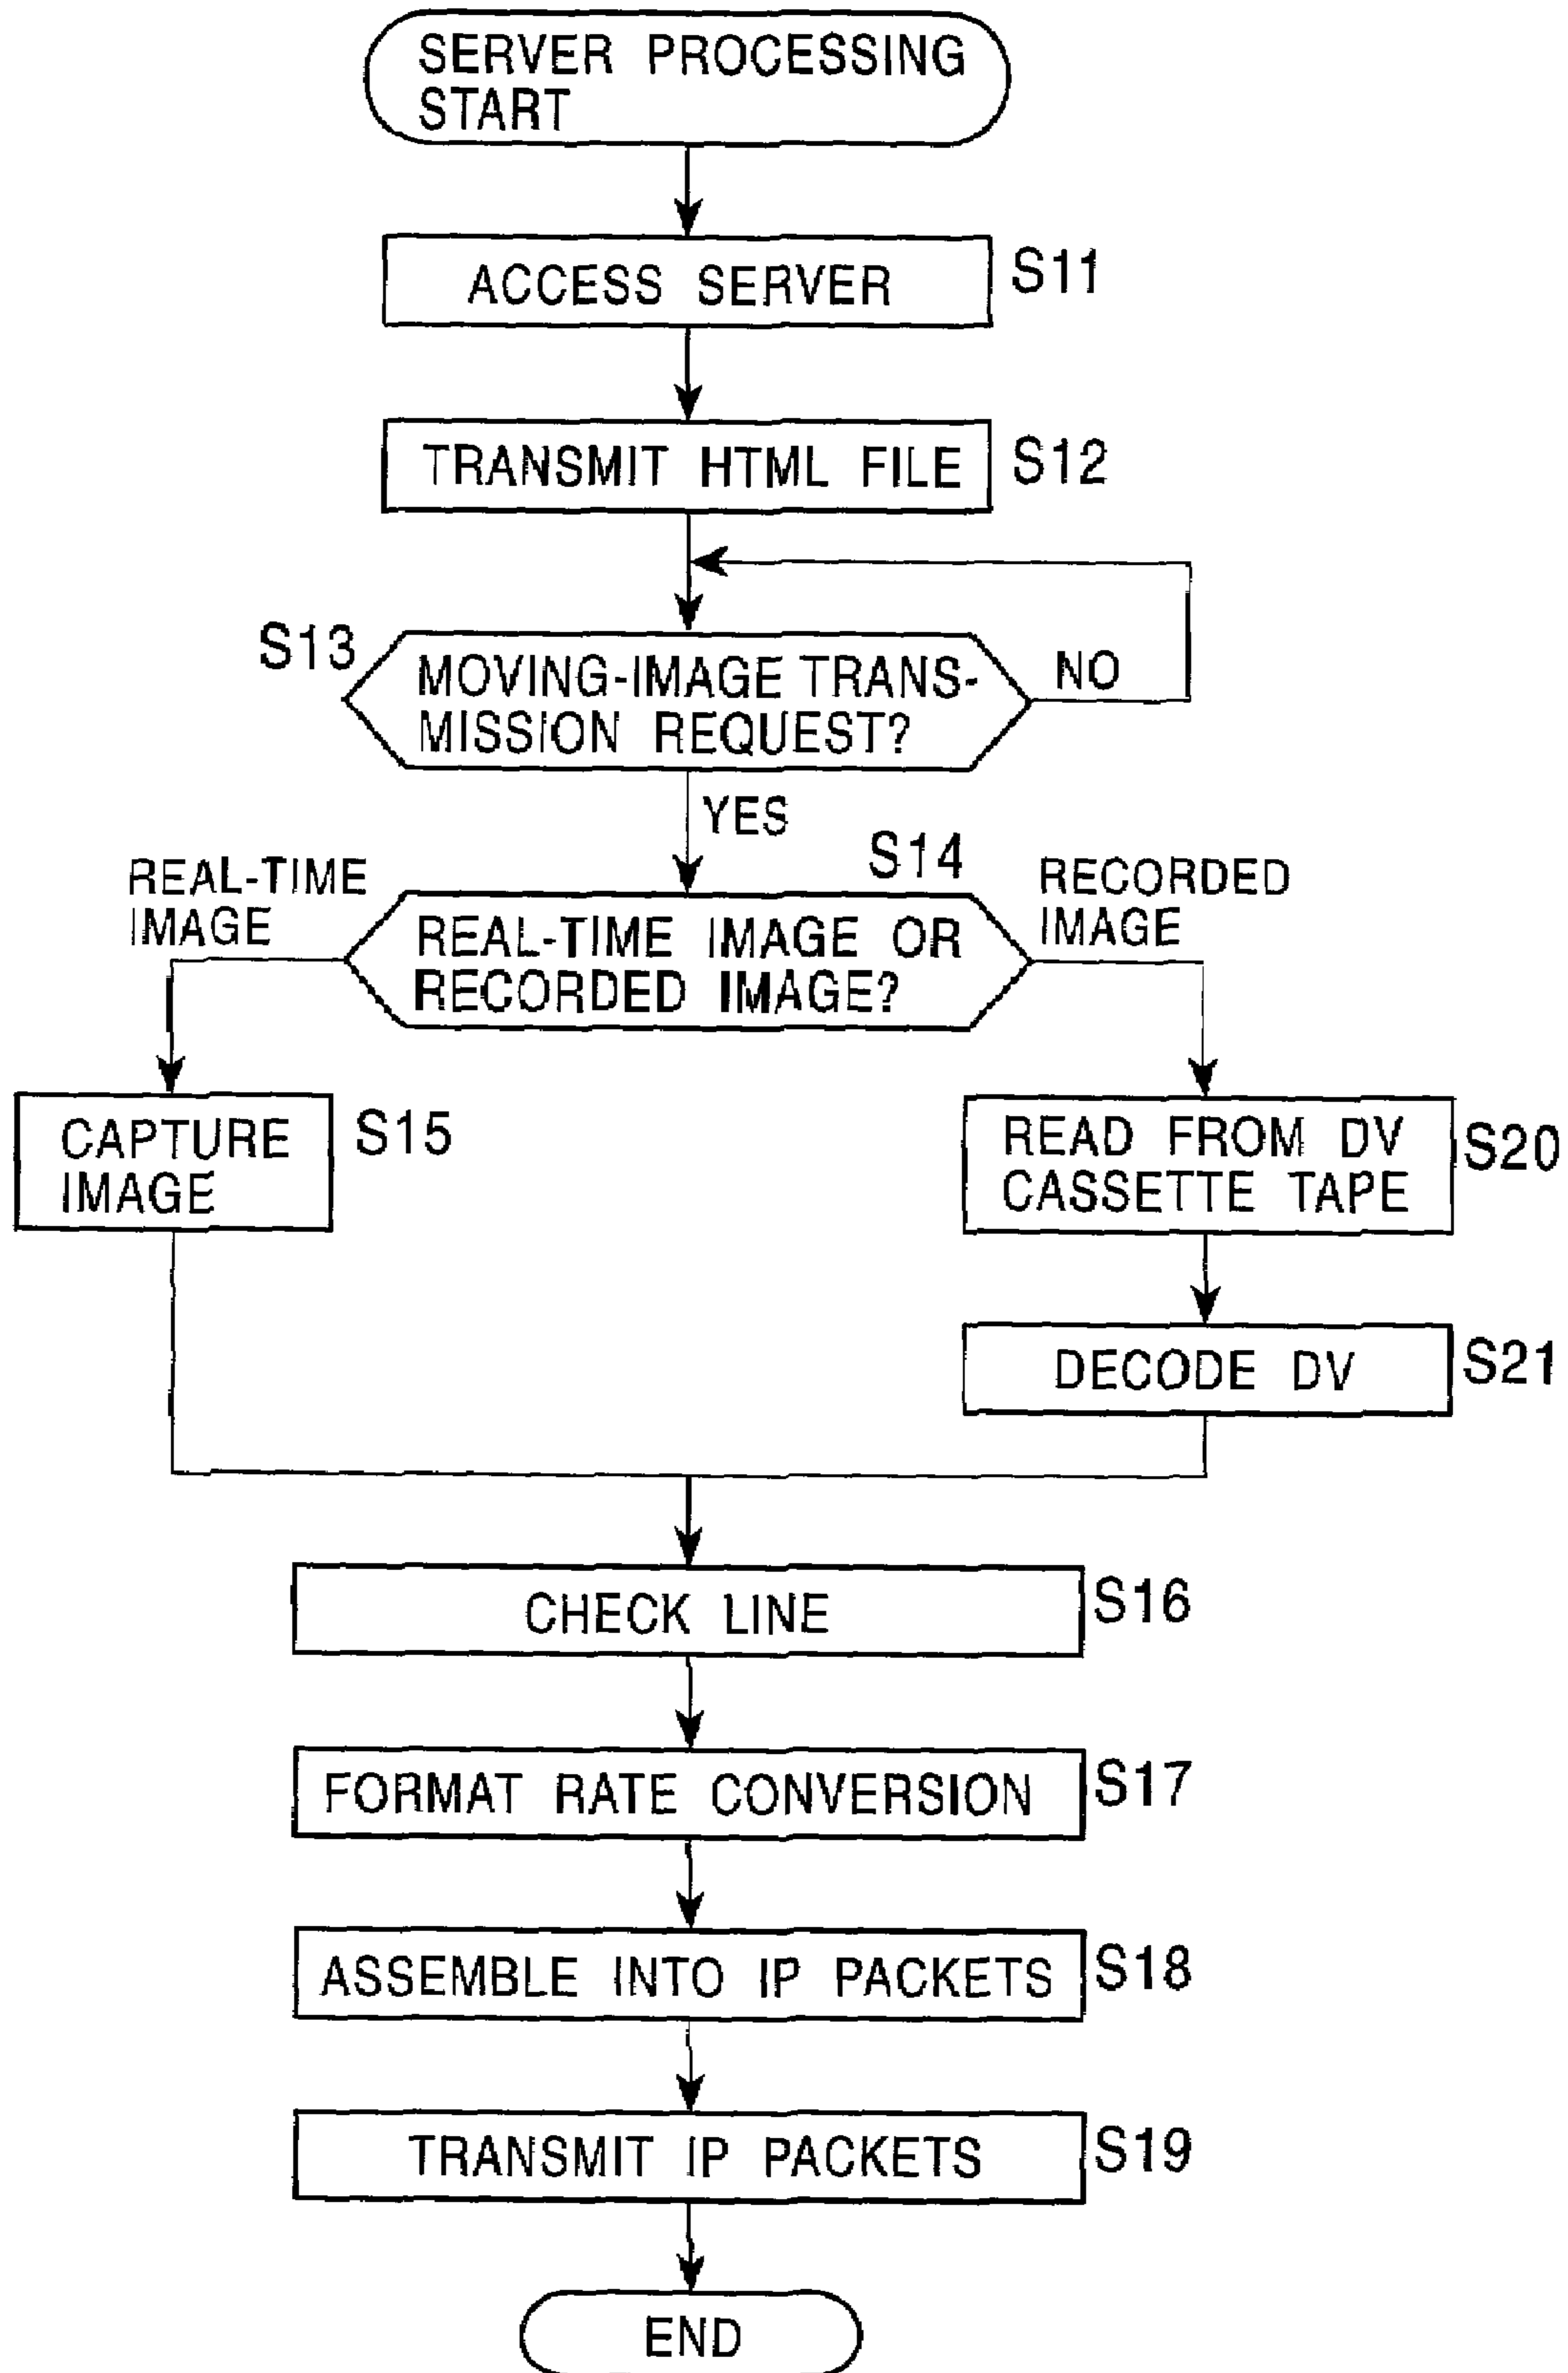 SERVER PROCESSING
START
ACCESS SERVER
S11
TRANSMIT HTML FILE
S12
S13
MOVING-IMAGE TRANS-
MISSION REQUEST?
NO
YES
S14
REAL-TIME
IMAGE
REAL-TIME IMAGE OR
RECORDED IMAGE?
RECORDED
IMAGE
CAPTURE
IMAGE
S15
READ FROM DV
CASSETTE TAPE
S20
DECODE DV
S21
CHECK LINE
S16
FORMAT RATE CONVERSION
S17
ASSEMBLE INTO IP PACKETS
S18
TRANSMIT IP PACKETS
S19
END